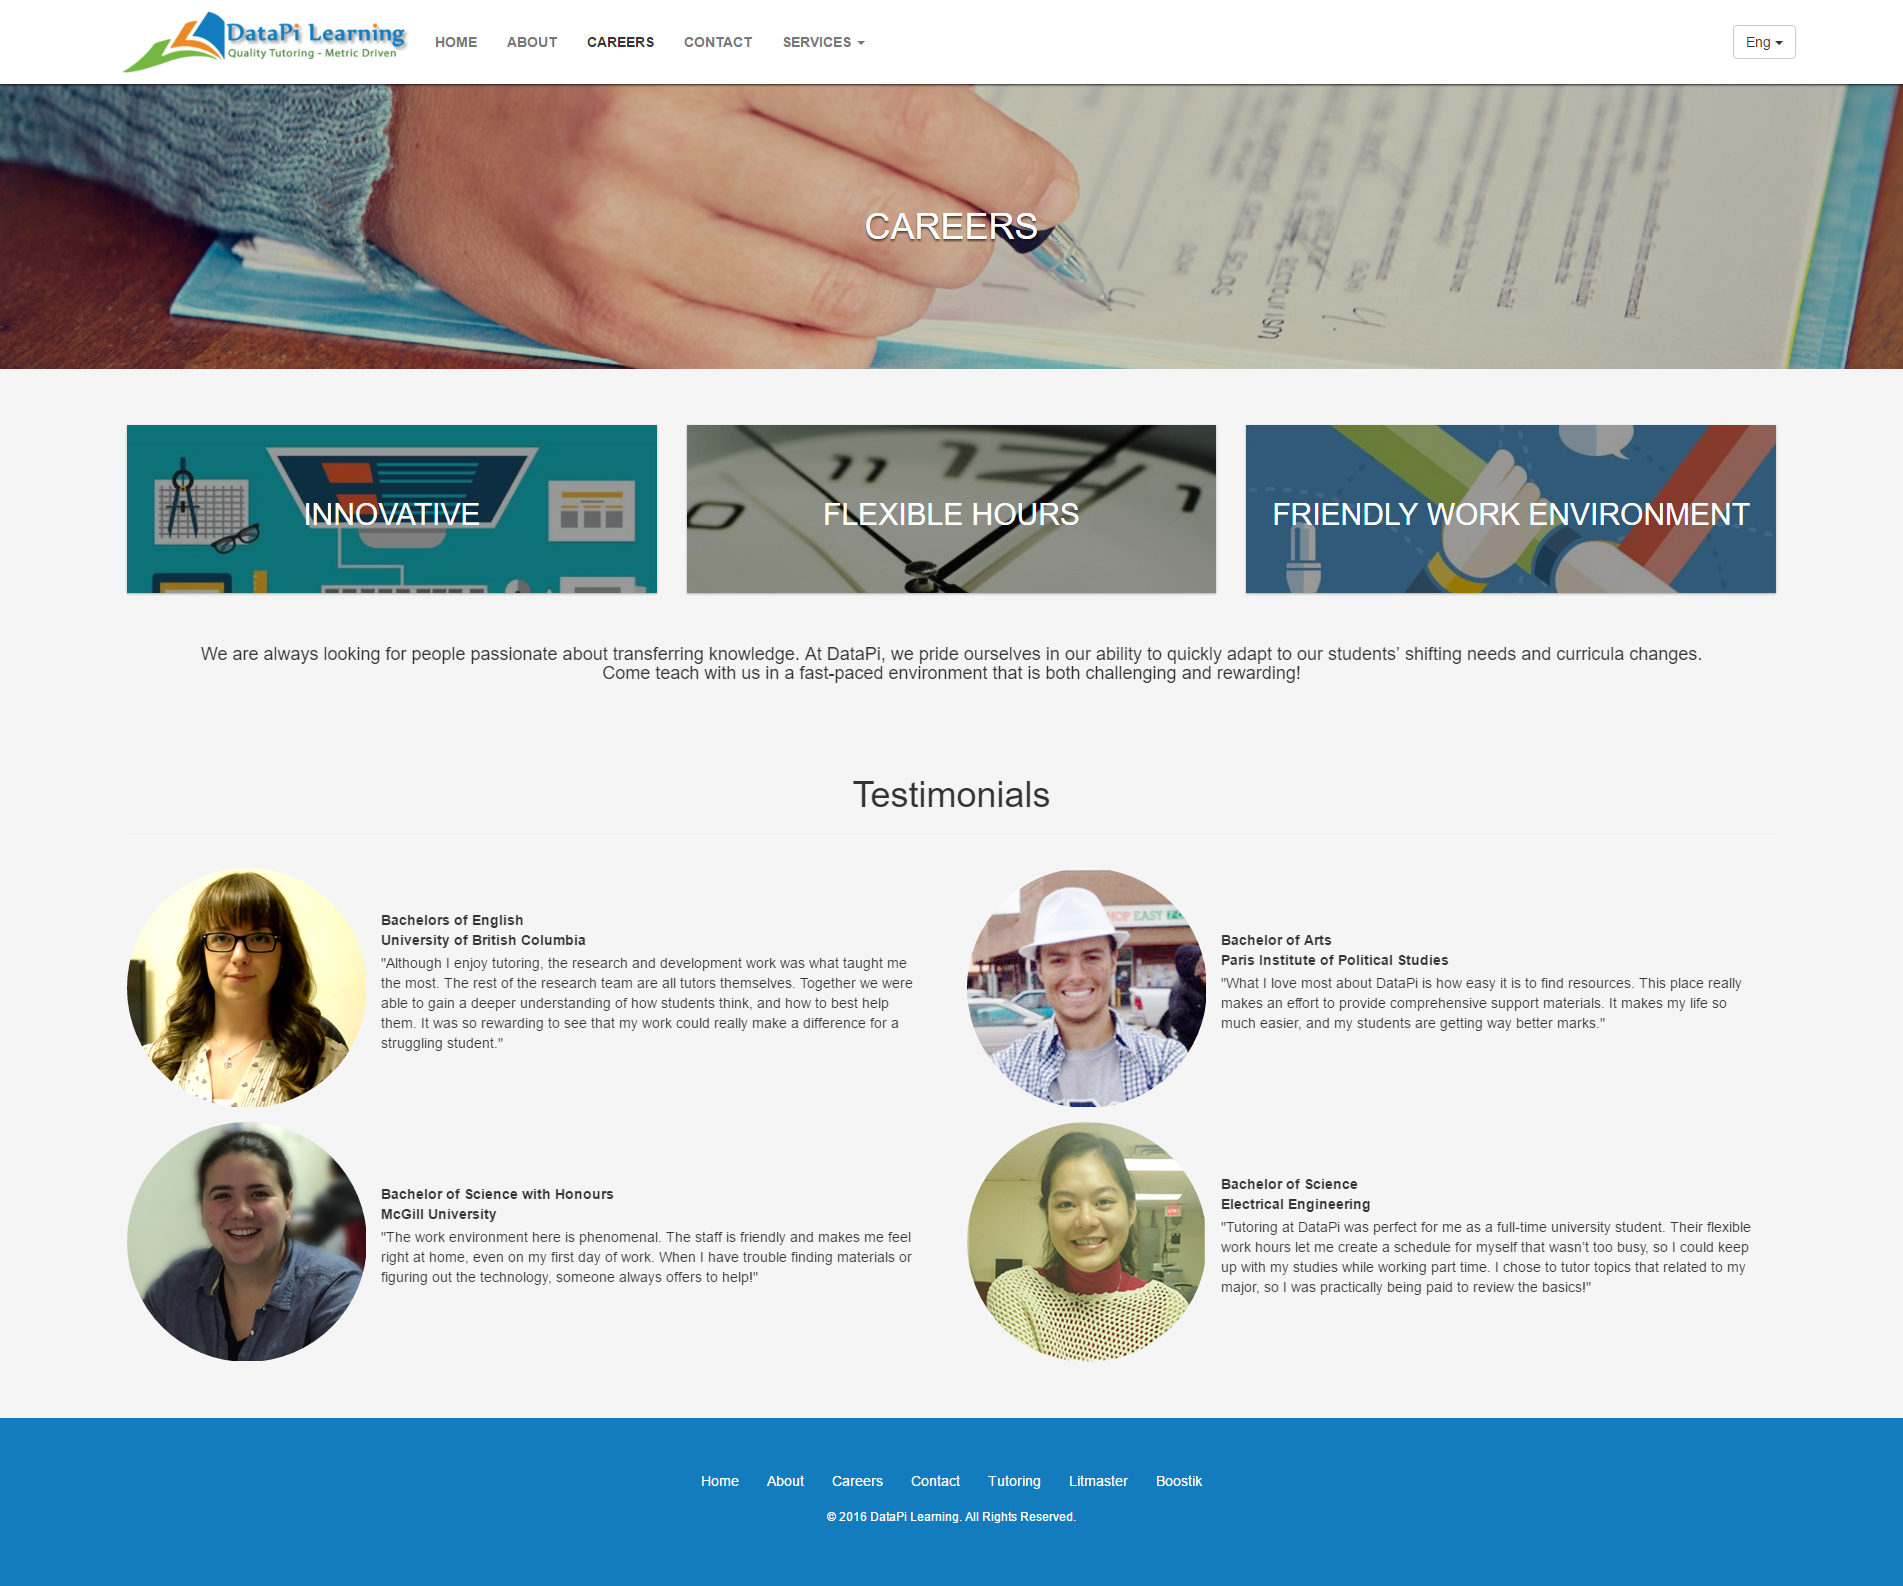 DataPi Learning
Quality Tutoring - Metric Driven
HOME ABOUT CAREERS CONTACT SERVICES
Eng
CAREERS
INNOVATIVE
FLEXIBLE HOURS
FRIENDLY WORK ENVIRONMENT
We are always looking for people passionate about transferring knowledge. At DataPi, we pride ourselves in our ability to quickly adapt to our students’ shifting needs and curricula changes.
Come teach with us in a fast-paced environment that is both challenging and rewarding!
Testimonials
Bachelors of English
University of British Columbia
"Although I enjoy tutoring, the research and development work was what taught me
the most. The rest of the research team are all tutors themselves. Together we were
able to gain a deeper understanding of how students think, and how to best help
them. It was so rewarding to see that my work could really make a difference for a
struggling student."
Bachelor of Arts
Paris Institute of Political Studies
"What I love most about DataPi is how easy it is to find resources. This place really
makes an effort to provide comprehensive support materials. It makes my life so
much easier, and my students are getting way better marks."
Bachelor of Science with Honours
McGill University
"The work environment here is phenomenal. The staff is friendly and makes me feel
right at home, even on my first day of work. When I have trouble finding materials or
figuring out the technology, someone always offers to help!"
Bachelor of Science
Electrical Engineering
"Tutoring at DataPi was perfect for me as a full-time university student. Their flexible
work hours let me create a schedule for myself that wasn’t too busy, so I could keep
up with my studies while working part time. I chose to tutor topics that related to my
major, so I was practically being paid to review the basics!"
Home About Careers Contact Tutoring Litmaster Boostik
© 2016 DataPi Learning. All Rights Reserved.